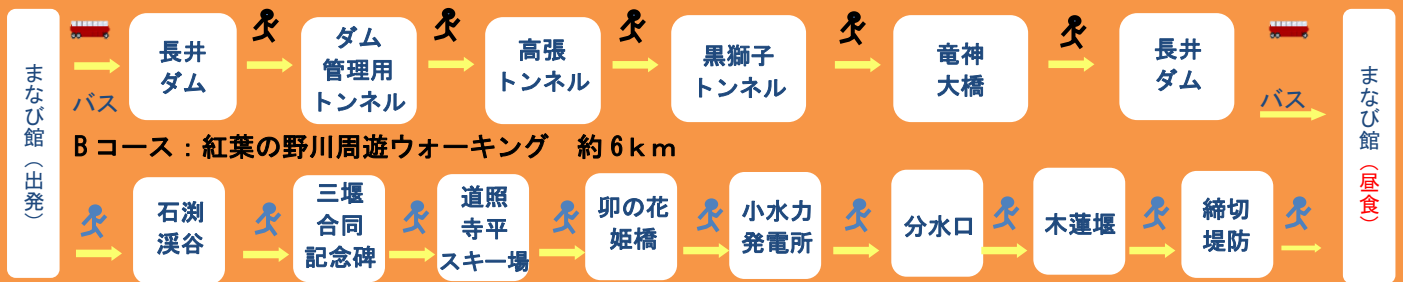 まなび館（出発）
バス
長井
ダム
ダム
管理用
トンネル
高張
トンネル
黒獅子
トンネル
竜神
大橋
長井
ダム
バス
まなび館（昼食）
Bコース：紅葉の野川周遊ウォーキング　約6km
石渕
渓谷
三堰
合同
記念碑
道照
寺平
スキー場
卯の花
姫橋
小水力
発電所
分水口
木蓮堰
締切
堤防